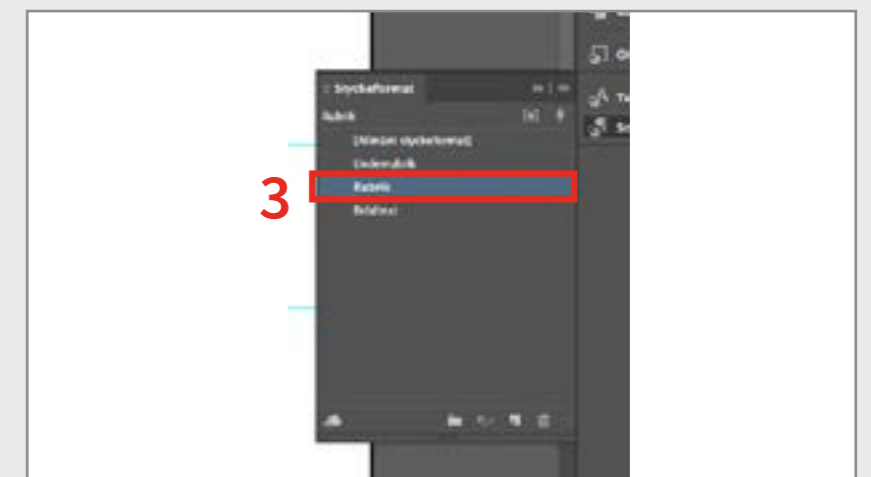 Styckeformat
Rubrik
[Allmänt styckeformat]
Underrubrik
3
Rubrik
Brödtext